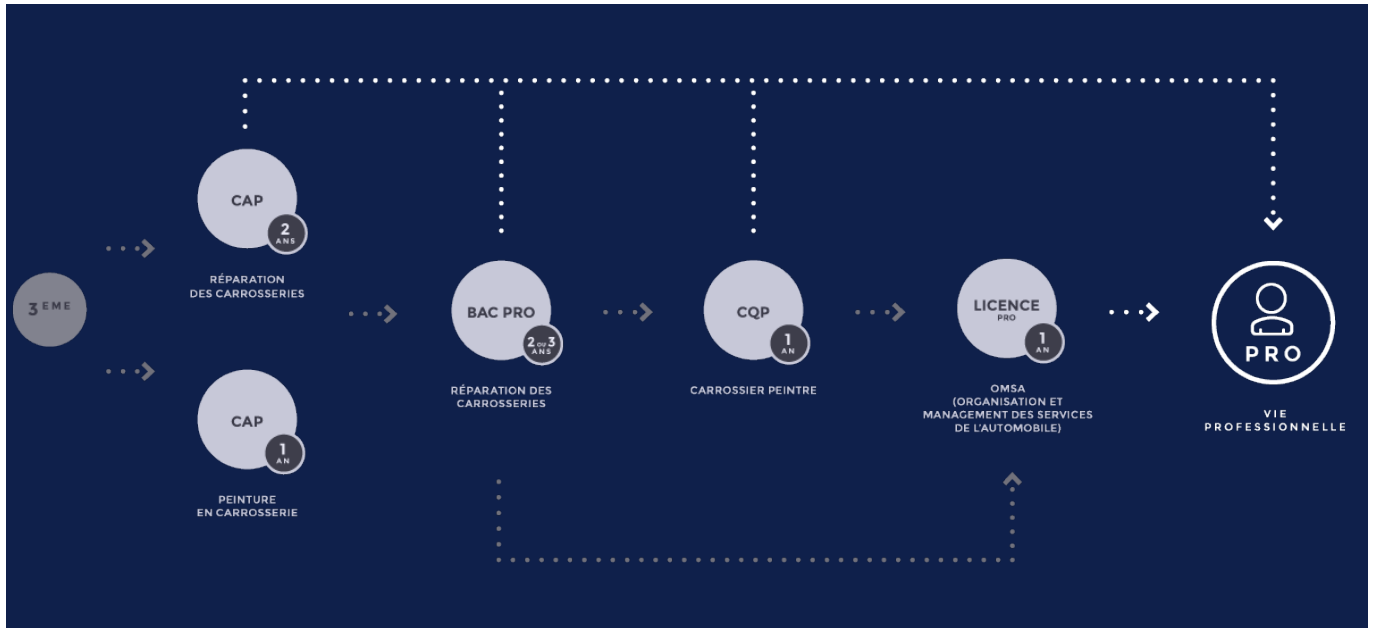 3 EME
CAP
2
ANS
RÉPARATION
DES CARROSSERIES
CAP
1
AN
PEINTURE
EN CARROSSERIE
BAC PRO
2 OU 3
ANS
RÉPARATION DES
CARROSSERIES
CQP
1
AN
CARROSSIER PEINTRE
LICENCE
PRO
1
AN
OMSA
(ORGANISATION ET
MANAGEMENT DES SERVICES
DE L'AUTOMOBILE)
PRO
VIE
PROFESSIONNELLE